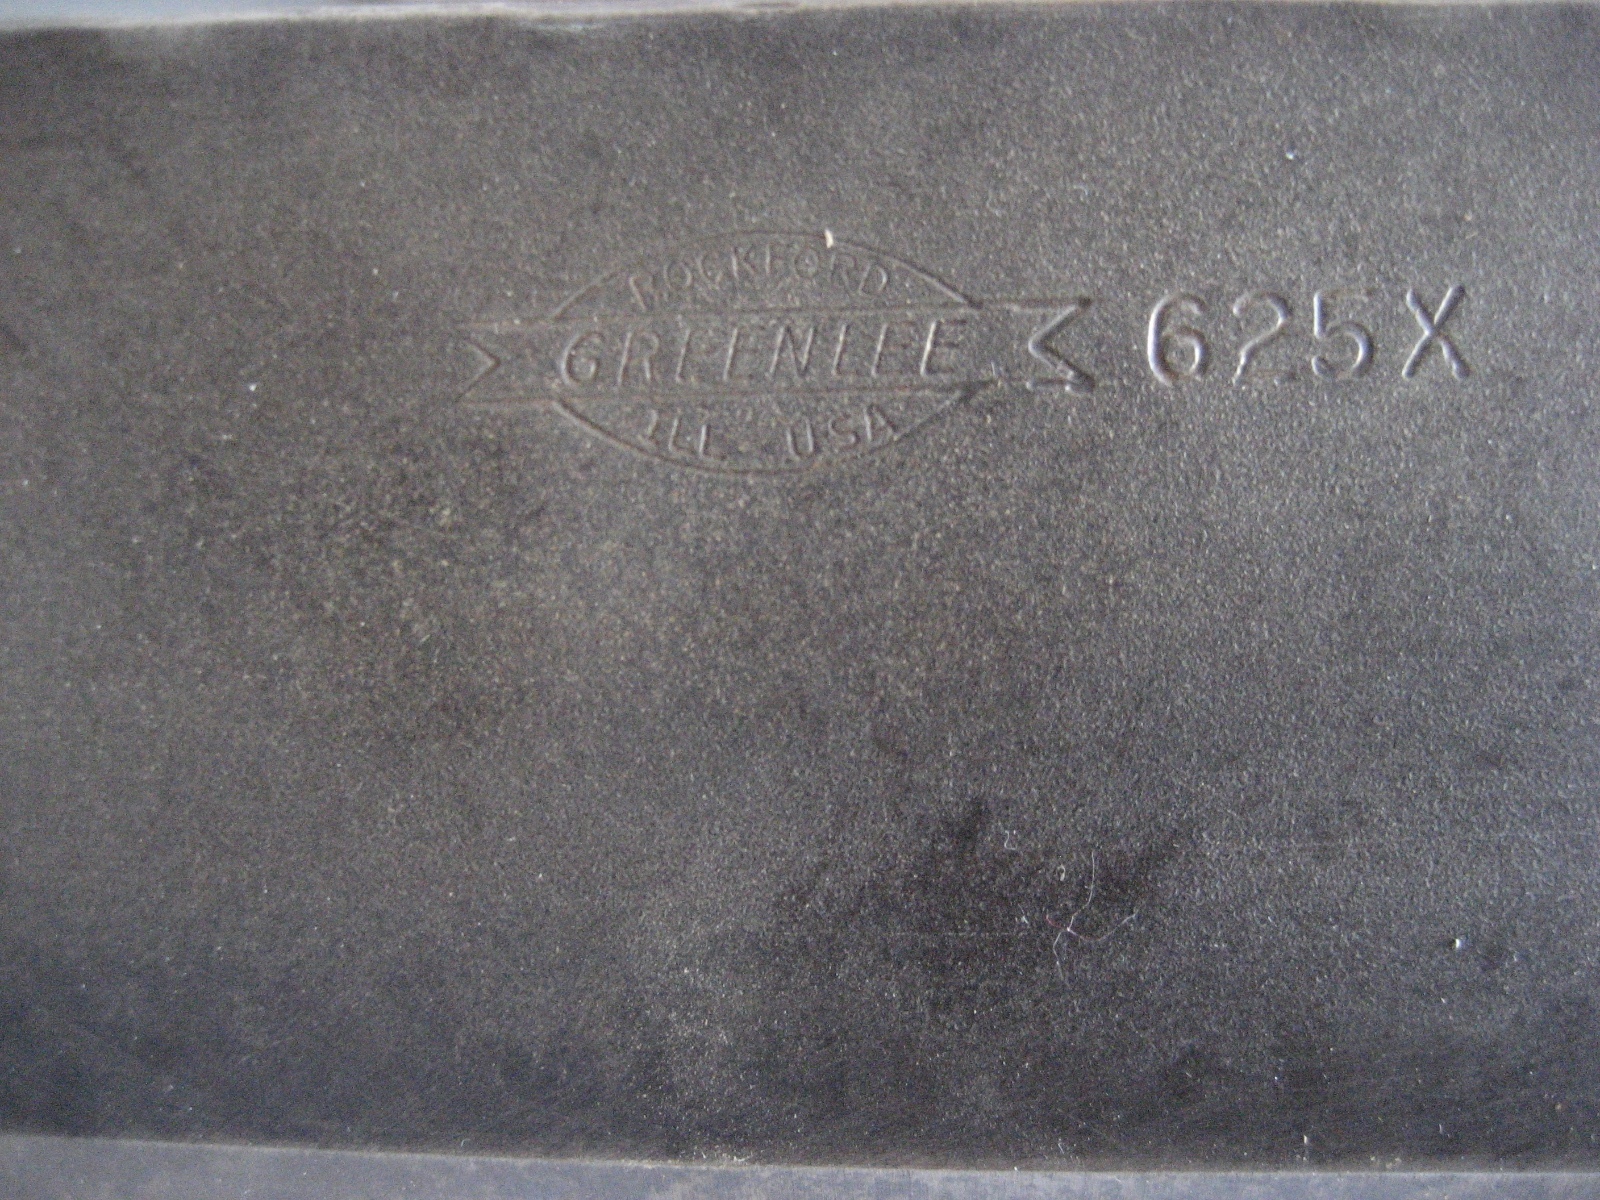 ROCKFORD
GREENLEE 625X
ILL. USA